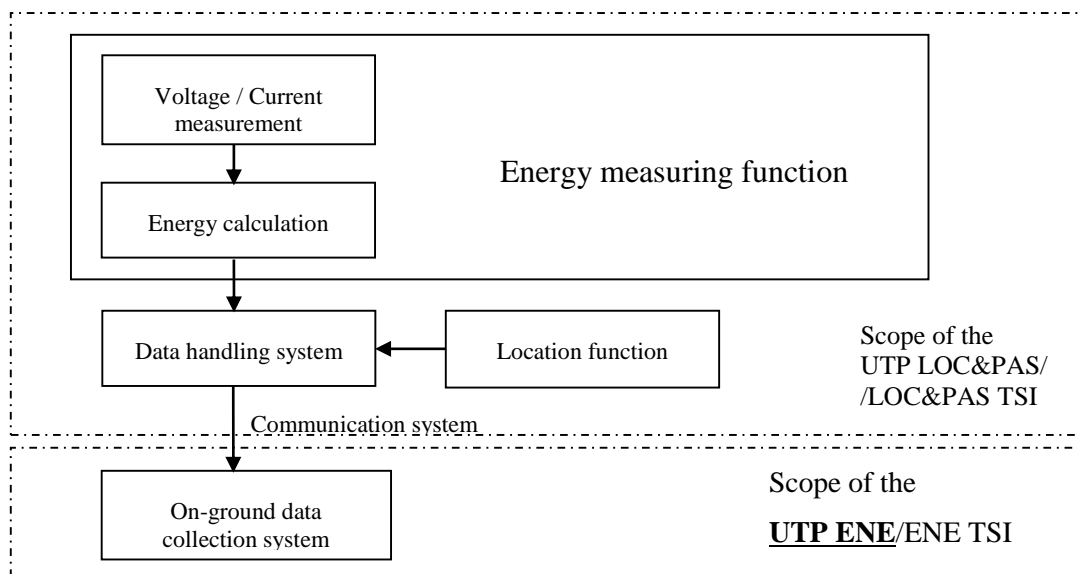 Voltage / Current
measurement
Energy measuring function
Energy calculation
Data handling system
Location function
Scope of the
UTP LOC&PAS/
/LOC&PAS TSI
Communication system
On-ground data
collection system
Scope of the
UTP ENE/ENE TSI